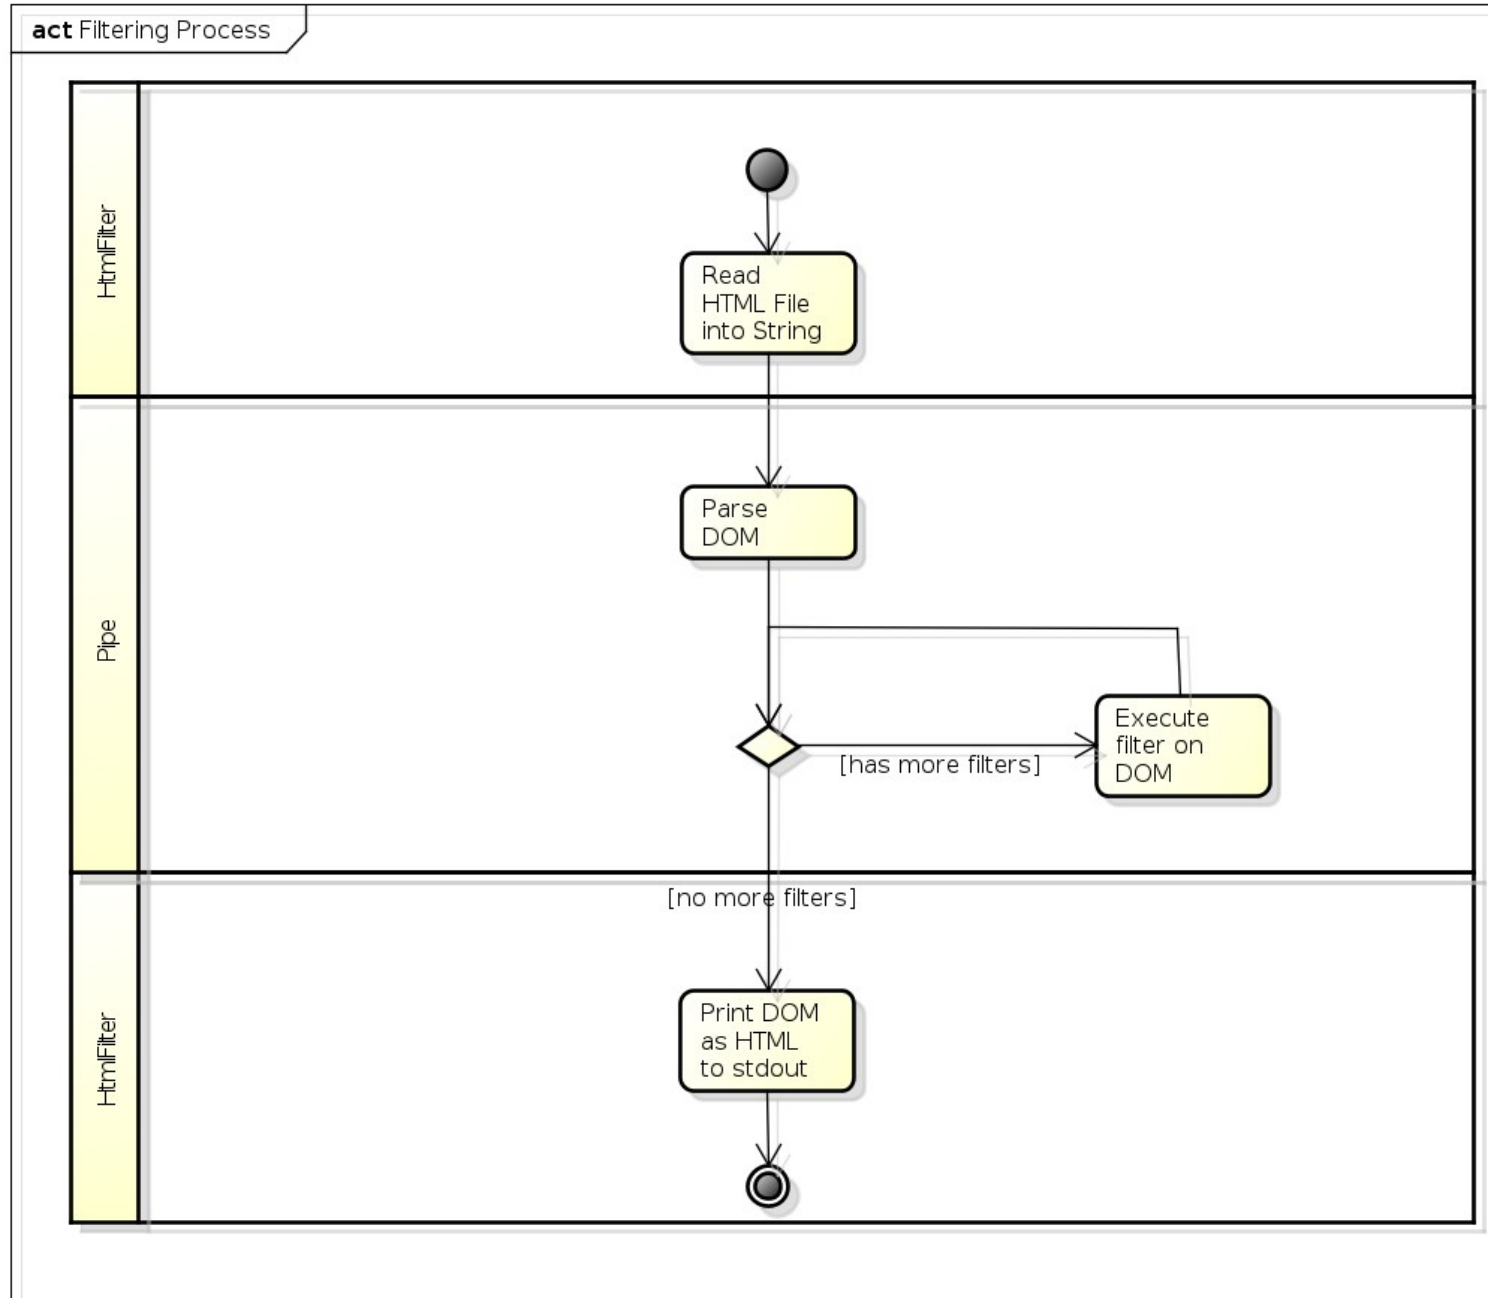 act Filtering Process
HtmlFilter
Read
HTML File
into String
Pipe
Parse
DOM
Execute
filter on
DOM
[has more filters]
HtmlFilter
[no more filters]
Print DOM
as HTML
to stdout